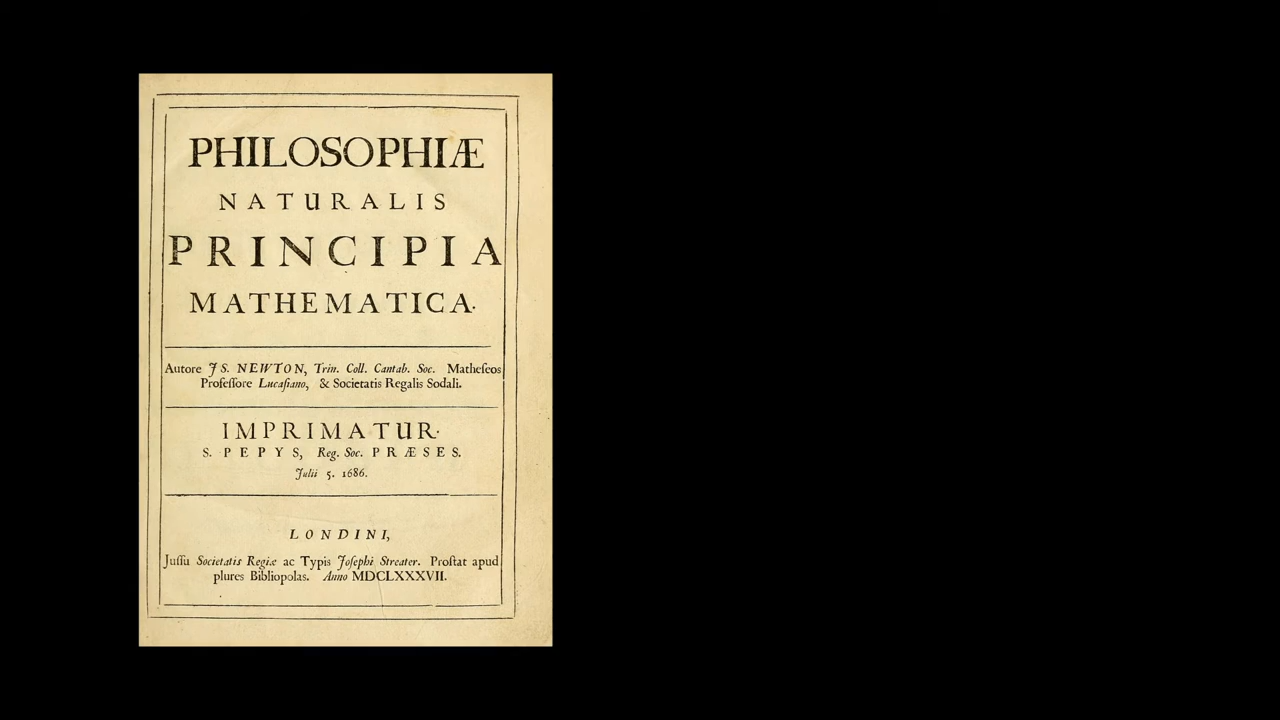 PHILOSOPHIÆ
NATURALIS
PRINCIPIA
MATHEMATICA.
Autore JS. NEWTON, Trin. Coll. Cantab. Soc. Matheseos
Professore Lucasiano, & Societatis Regalis Sodali.
IMPRIMATUR.
S. PEPYS, Reg. Soc. PRÆSES.
Julii 5. 1686.
LONDINI,
Jussu Societatis Regiæ ac Typis Josephi Streater. Prostat apud
plures Bibliopolas. Anno MDCLXXXVII.